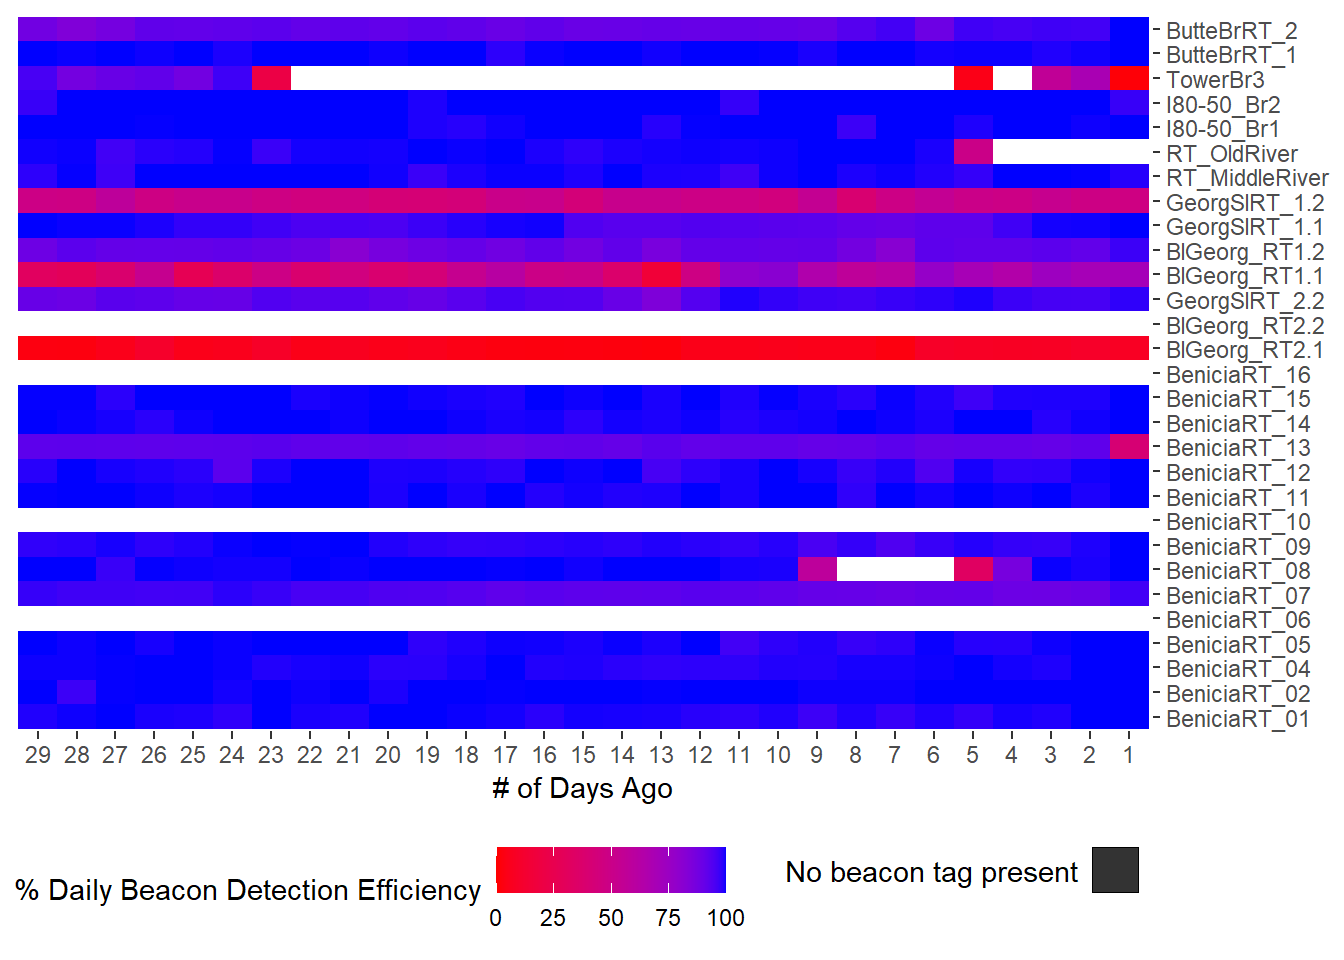 ButteBrRT_2
ButteBrRT_1
TowerBr3
I80-50_Br2
I80-50_Br1
RT_OldRiver
RT_MiddleRiver
GeorgSlRT_1.2
GeorgSlRT_1.1
BlGeorg_RT1.2
BlGeorg_RT1.1
GeorgSlRT_2.2
BlGeorg_RT2.2
BlGeorg_RT2.1
BeniciaRT_16
BeniciaRT_15
BeniciaRT_14
BeniciaRT_13
BeniciaRT_12
BeniciaRT_11
BeniciaRT_10
BeniciaRT_09
BeniciaRT_08
BeniciaRT_07
BeniciaRT_06
BeniciaRT_05
BeniciaRT_04
BeniciaRT_02
BeniciaRT_01
29 28 27 26 25 24 23 22 21 20 19 18 17 16 15 14 13 12 11 10 9 8 7 6 5 4 3 2 1
# of Days Ago
% Daily Beacon Detection Efficiency
0 25 50 75 100
No beacon tag present